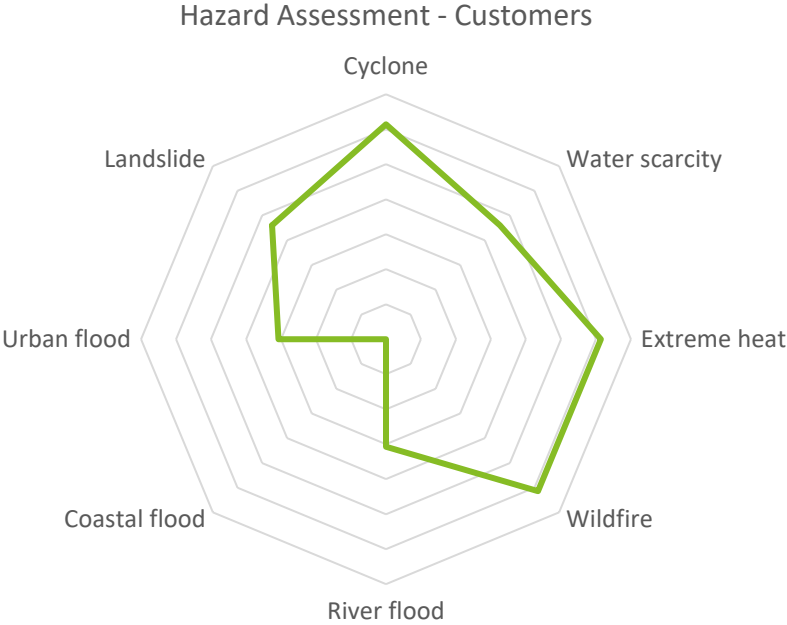 Hazard Assessment - Customers
Cyclone
Landslide
Water scarcity
Urban flood
Extreme heat
Coastal flood
Wildfire
River flood